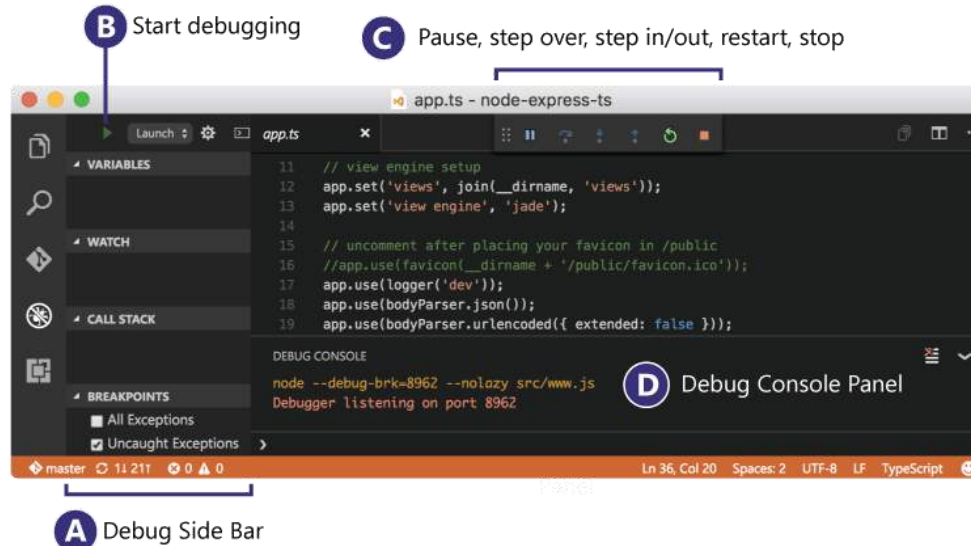 B Start debugging
C Pause, step over, step in/out, restart, stop
app.ts - node-express-ts
Launch
app.ts
VARIABLES
WATCH
CALL STACK
BREAKPOINTS
All Exceptions
Uncaught Exceptions
11 // view engine setup
12 app.set('views', join(__dirname, 'views'));
13 app.set('view engine', 'jade');
14
15 // uncomment after placing your favicon in /public
16 //app.use(favicon(__dirname + '/public/favicon.ico'));
17 app.use(logger('dev'));
18 app.use(bodyParser.json());
19 app.use(bodyParser.urlencoded({ extended: false }));
DEBUG CONSOLE
node --debug-brk=8962 --nolazy src/www.js
Debugger listening on port 8962
D Debug Console Panel
master 1↓ 21↑ 0 0 Ln 36, Col 20 Spaces: 2 UTF-8 LF TypeScript
Panel
A Debug Side Bar